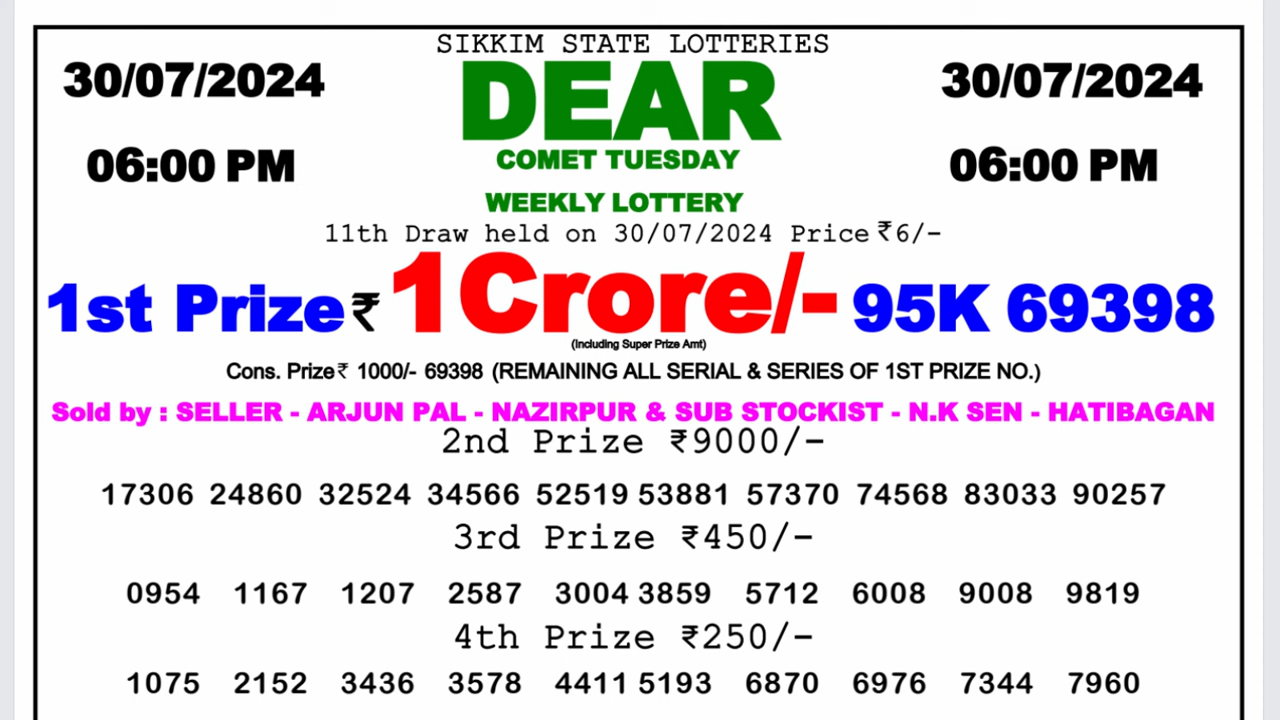 SIKKIM STATE LOTTERIES
30/07/2024 DEAR 30/07/2024
06:00 PM COMET TUESDAY 06:00 PM
WEEKLY LOTTERY
11th Draw held on 30/07/2024 Price ₹6/-
1st Prize ₹ 1Crore/- 95K 69398
(Including Super Prize Amt)
Cons. Prize ₹ 1000/- 69398 (REMAINING ALL SERIAL & SERIES OF 1ST PRIZE NO.)
Sold by : SELLER - ARJUN PAL - NAZIRPUR & SUB STOCKIST - N.K SEN - HATIBAGAN
2nd Prize ₹9000/-
17306 24860 32524 34566 52519 53881 57370 74568 83033 90257
3rd Prize ₹450/-
0954 1167 1207 2587 3004 3859 5712 6008 9008 9819
4th Prize ₹250/-
1075 2152 3436 3578 4411 5193 6870 6976 7344 7960